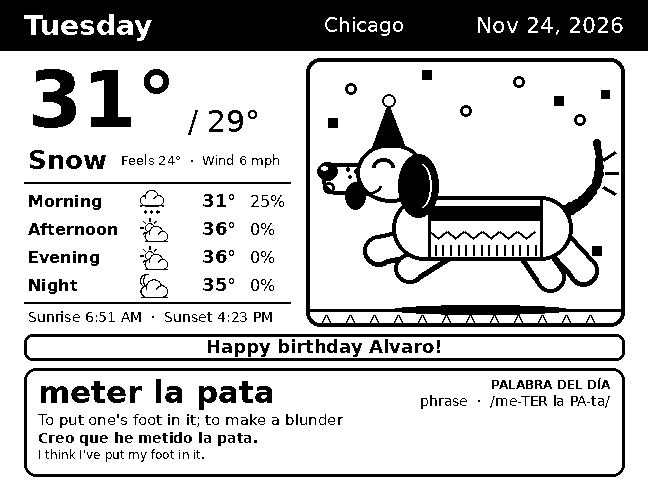 Tuesday Chicago Nov 24, 2026
31° / 29°
Snow Feels 24° · Wind 6 mph
Morning 31° 25%
Afternoon 36° 0%
Evening 36° 0%
Night 35° 0%
Sunrise 6:51 AM · Sunset 4:23 PM
Happy birthday Alvaro!
meter la pata
PALABRA DEL DÍA
phrase · /me-TER la PA-ta/
To put one's foot in it; to make a blunder
Creo que he metido la pata.
I think I've put my foot in it.